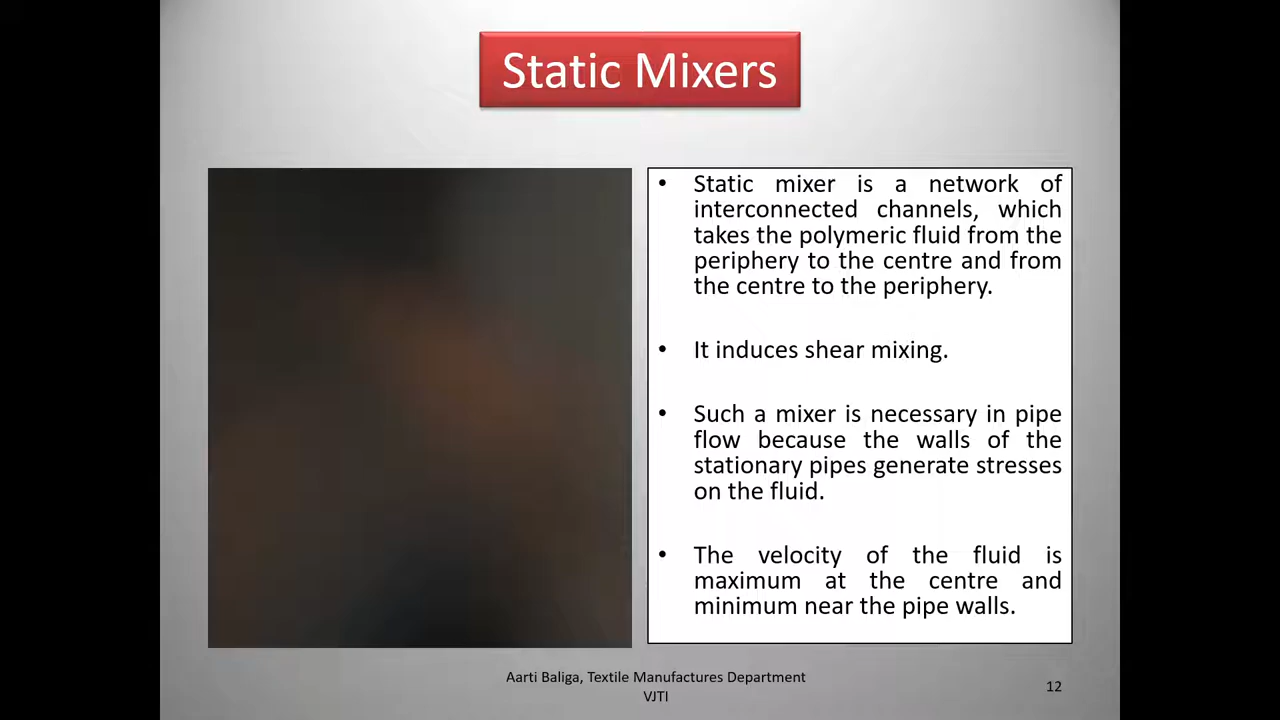 Static Mixers
• Static mixer is a network of
interconnected channels, which
takes the polymeric fluid from the
periphery to the centre and from
the centre to the periphery.
• It induces shear mixing.
• Such a mixer is necessary in pipe
flow because the walls of the
stationary pipes generate stresses
on the fluid.
• The velocity of the fluid is
maximum at the centre and
minimum near the pipe walls.
Aarti Baliga, Textile Manufactures Department
VJTI
12